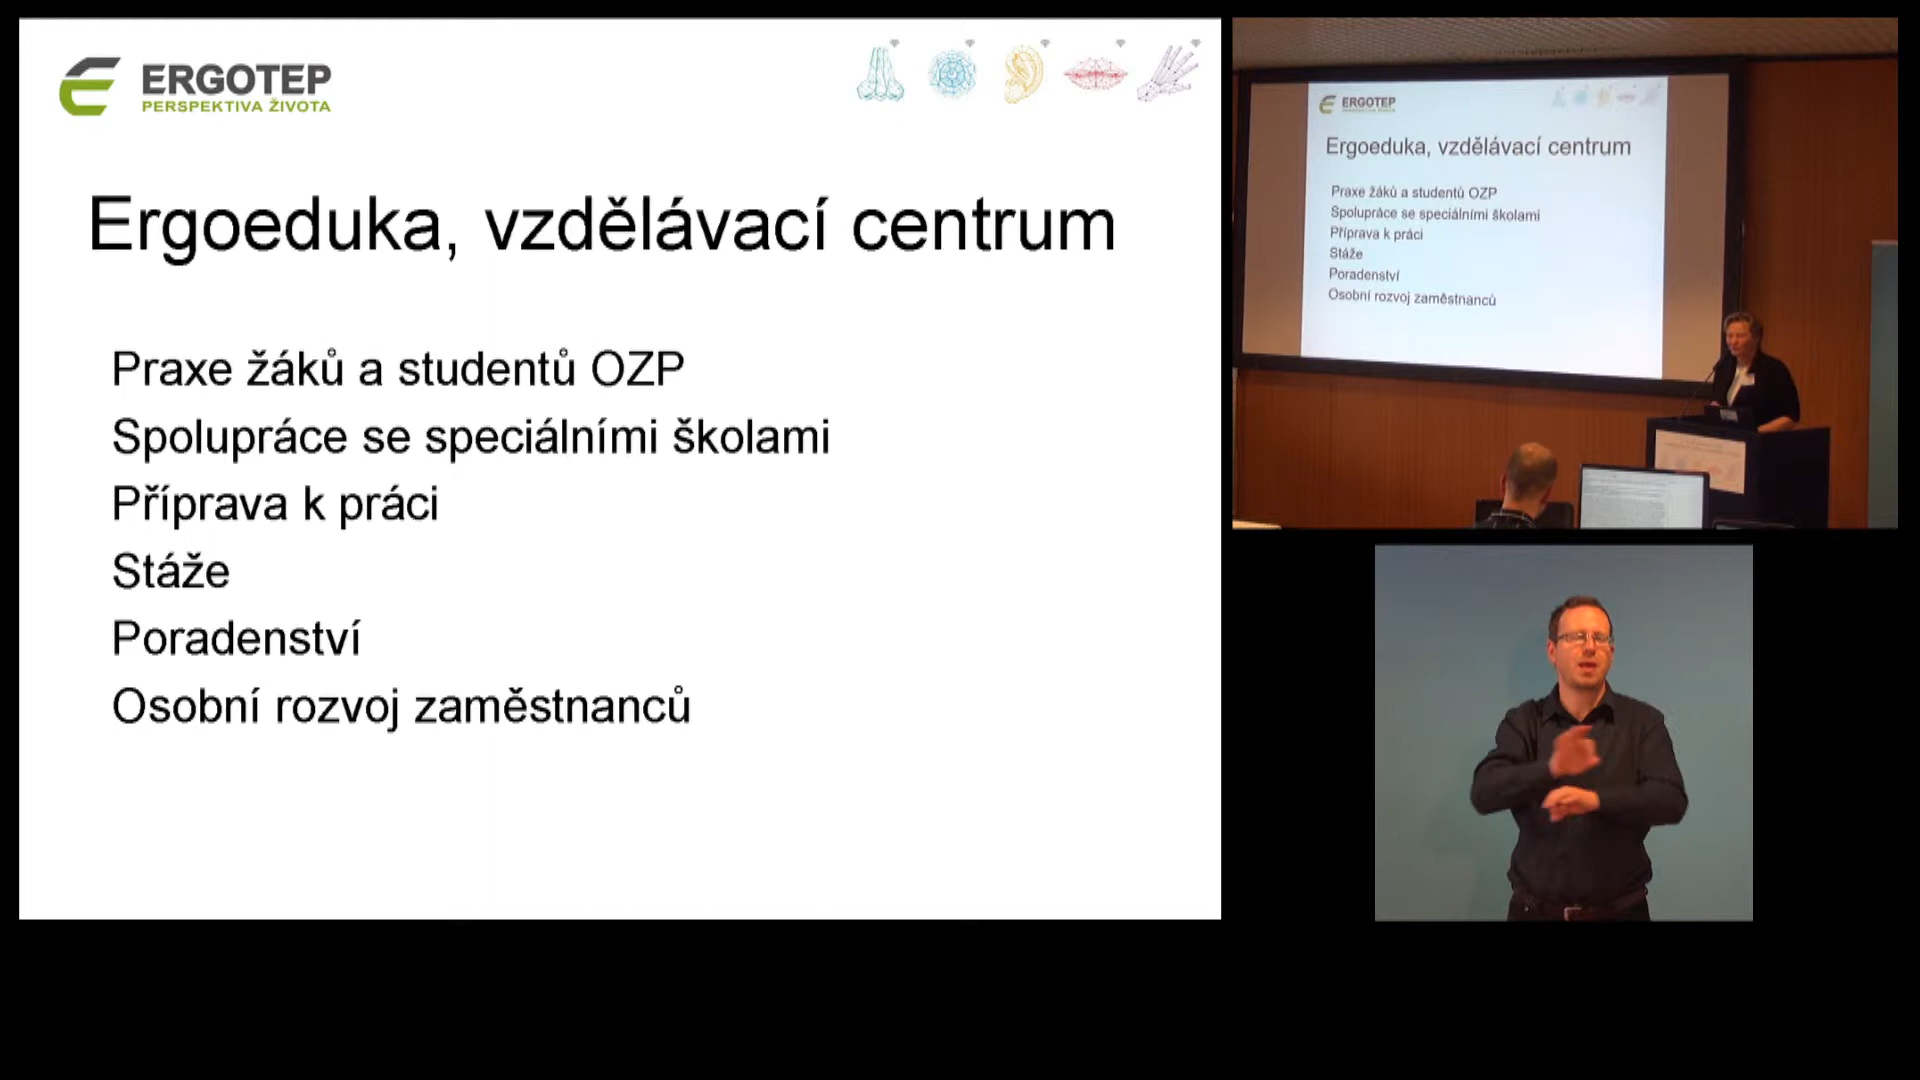 ERGOTEP
PERSPEKTIVA ŽIVOTA
Ergoeduka, vzdělávací centrum
Praxe žáků a studentů OZP
Spolupráce se speciálními školami
Příprava k práci
Stáže
Poradenství
Osobní rozvoj zaměstnanců
ERGOTEP
PERSPEKTIVA ŽIVOTA
Ergoeduka, vzdělávací centrum
Praxe žáků a studentů OZP
Spolupráce se speciálními školami
Příprava k práci
Stáže
Poradenství
Osobní rozvoj zaměstnanců